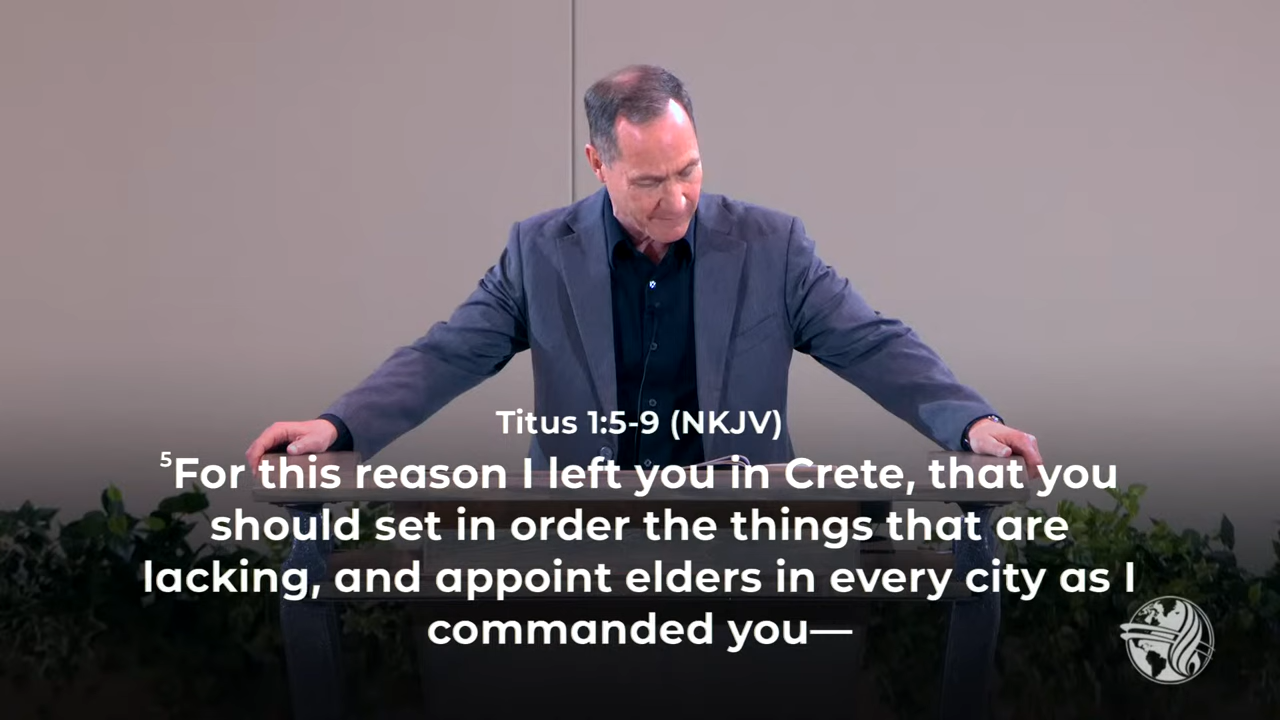 Titus 1:5-9 (NKJV)
⁵For this reason I left you in Crete, that you
should set in order the things that are
lacking, and appoint elders in every city as I
commanded you—